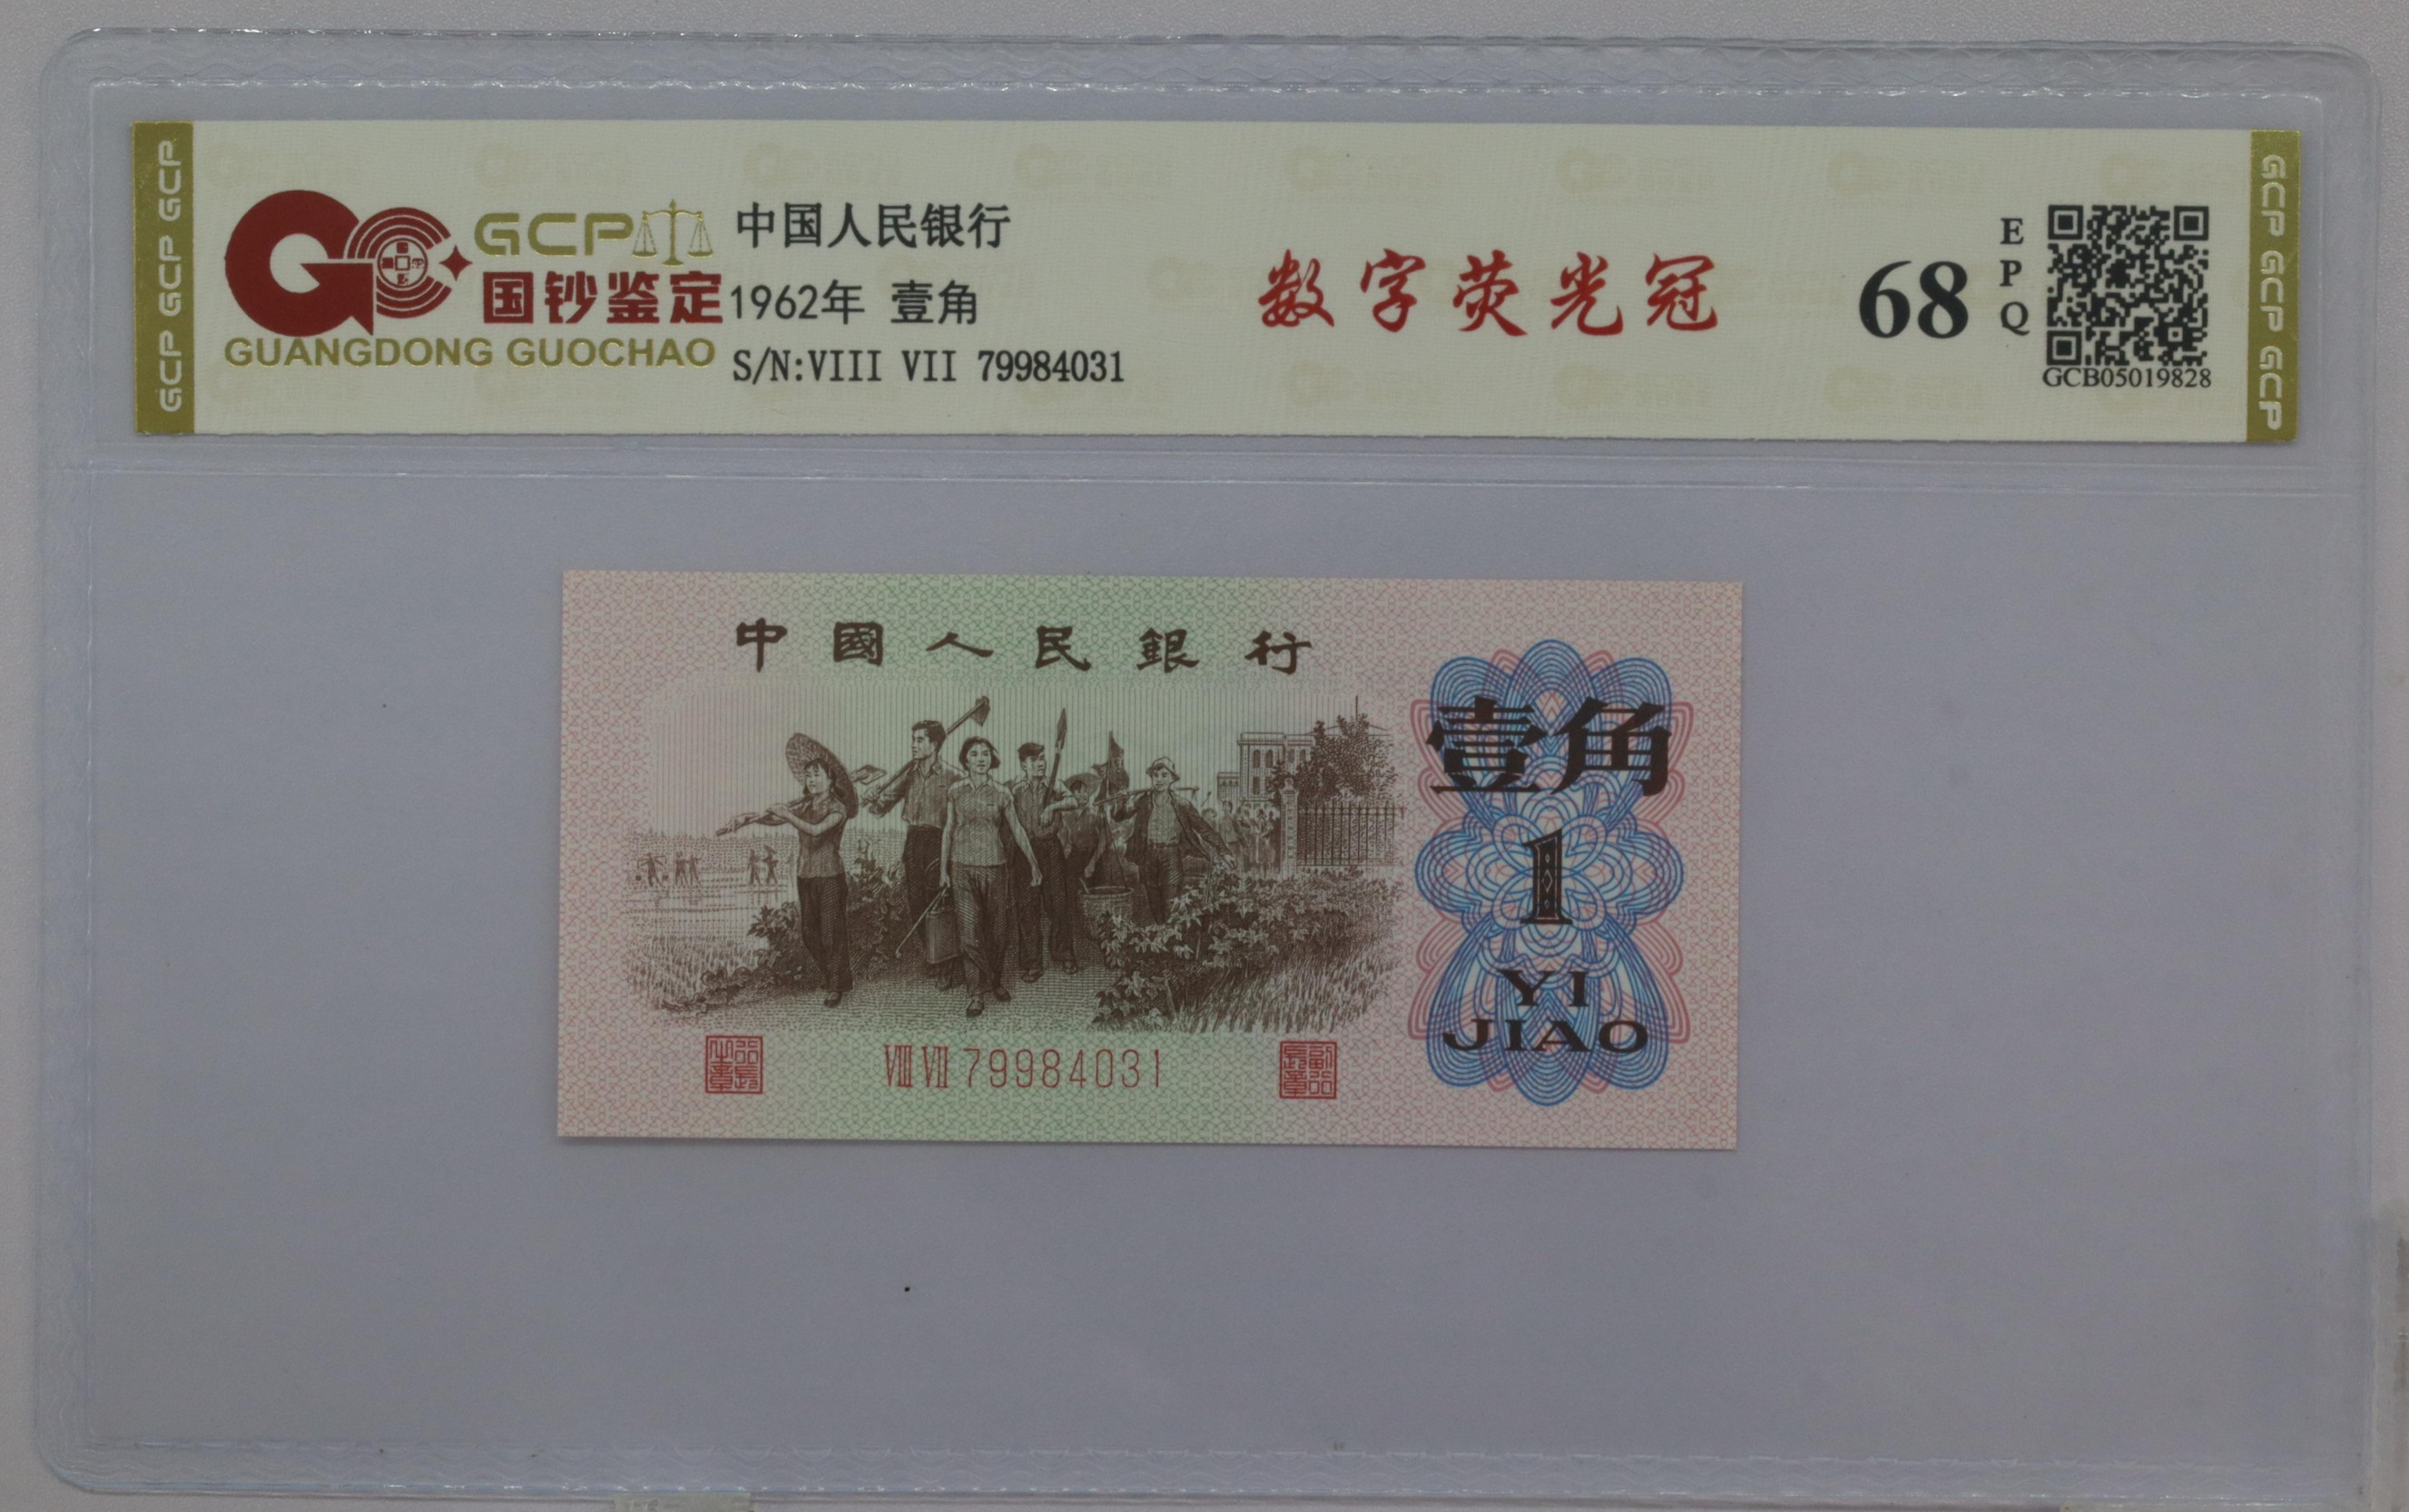 GCP GCP GCP
GCP
国钞鉴定
GUANGDONG GUOCHAO
中国人民银行
1962年 壹角
S/N:VIII VII 79984031
数字荧光冠
68
EPQ
GCB05019828
GCP GCP GCP
中國人民銀行
壹角
1
YI
JIAO
VIII VII 79984031